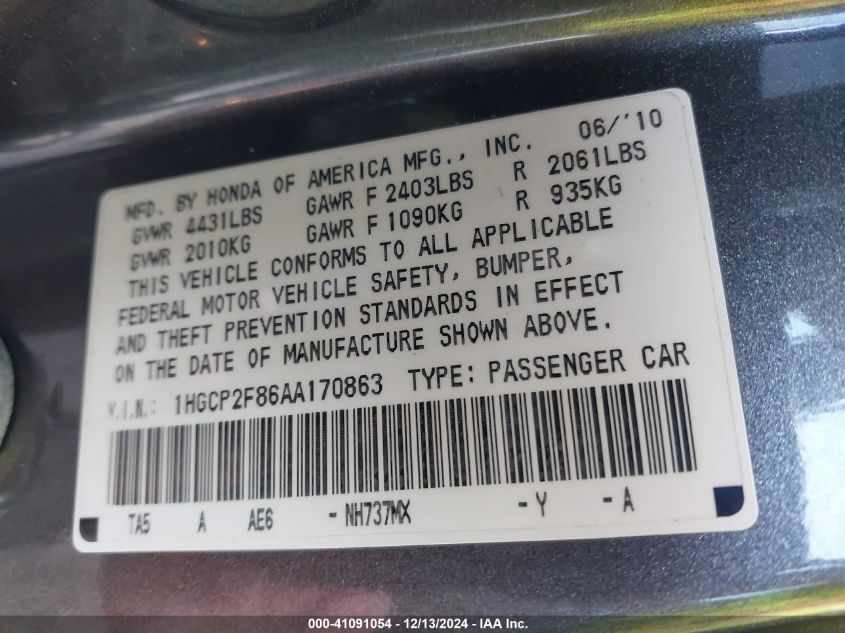 MFD. BY HONDA OF AMERICA MFG., INC. 06/'10
GVWR 4431LBS GAWR F 2403LBS R 2061LBS
GVWR 2010KG GAWR F 1090KG R 935KG
THIS VEHICLE CONFORMS TO ALL APPLICABLE
FEDERAL MOTOR VEHICLE SAFETY, BUMPER,
AND THEFT PREVENTION STANDARDS IN EFFECT
ON THE DATE OF MANUFACTURE SHOWN ABOVE.
V.I.N.: 1HGCP2F86AA170863 TYPE: PASSENGER CAR
TA5 A AE6 - NH737MX - Y - A
000-41091054 - 12/13/2024 - IAA Inc.